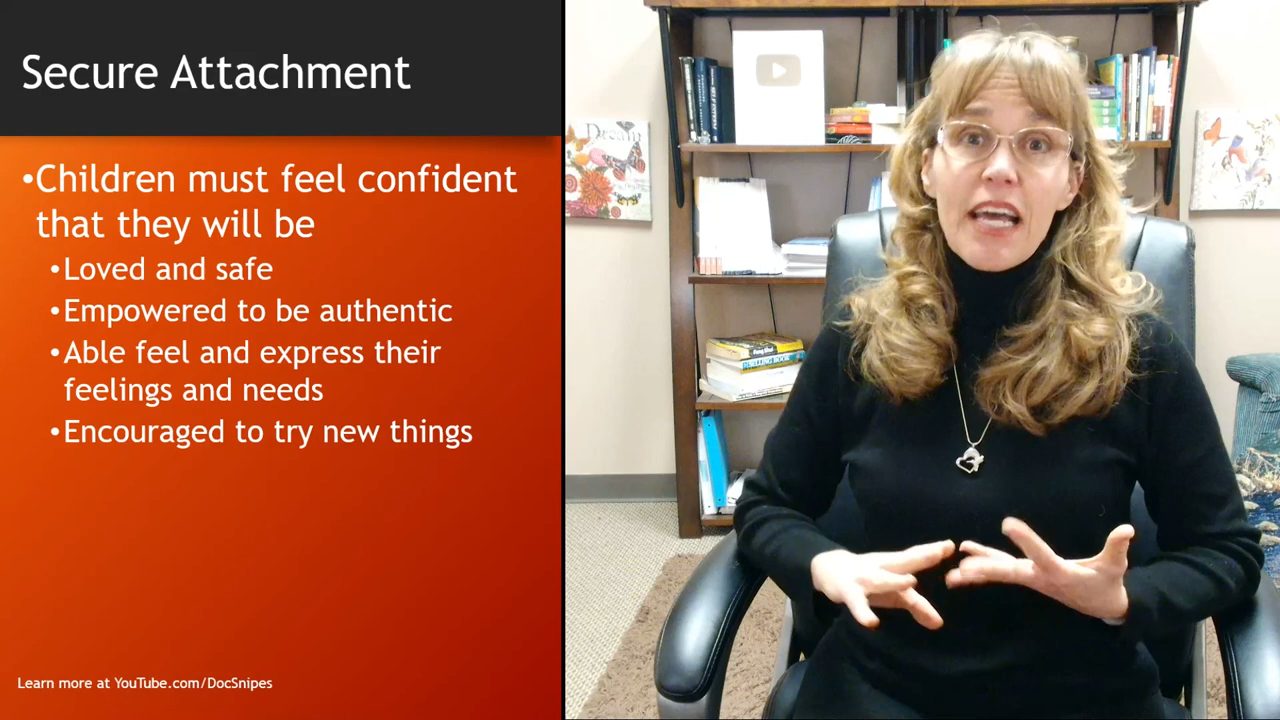 Secure Attachment
•Children must feel confident
that they will be
•Loved and safe
•Empowered to be authentic
•Able feel and express their
feelings and needs
•Encouraged to try new things
Learn more at YouTube.com/DocSnipes
Dream